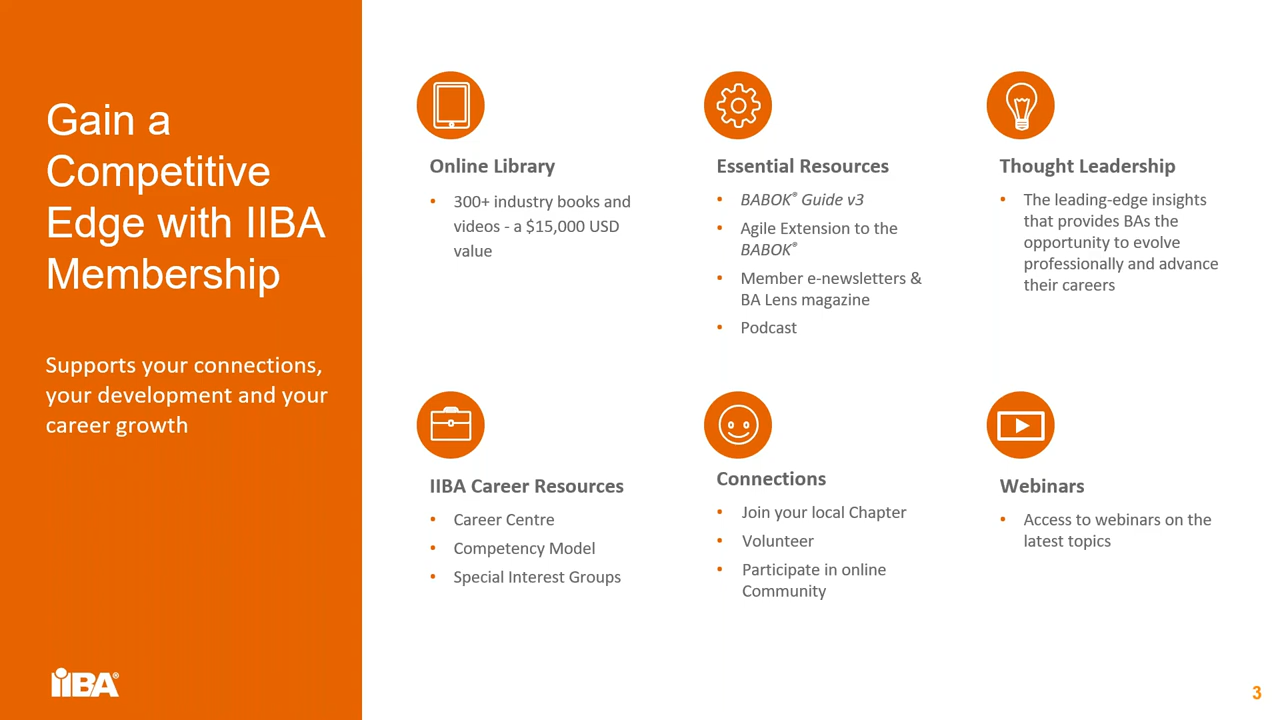 Gain a
Competitive
Edge with IIBA
Membership
Supports your connections,
your development and your
career growth
IIBA®
Online Library
• 300+ industry books and
videos - a $15,000 USD
value
Essential Resources
• BABOK® Guide v3
• Agile Extension to the
BABOK®
• Member e-newsletters &
BA Lens magazine
• Podcast
Thought Leadership
• The leading-edge insights
that provides BAs the
opportunity to evolve
professionally and advance
their careers
IIBA Career Resources
• Career Centre
• Competency Model
• Special Interest Groups
Connections
• Join your local Chapter
• Volunteer
• Participate in online
Community
Webinars
• Access to webinars on the
latest topics
3